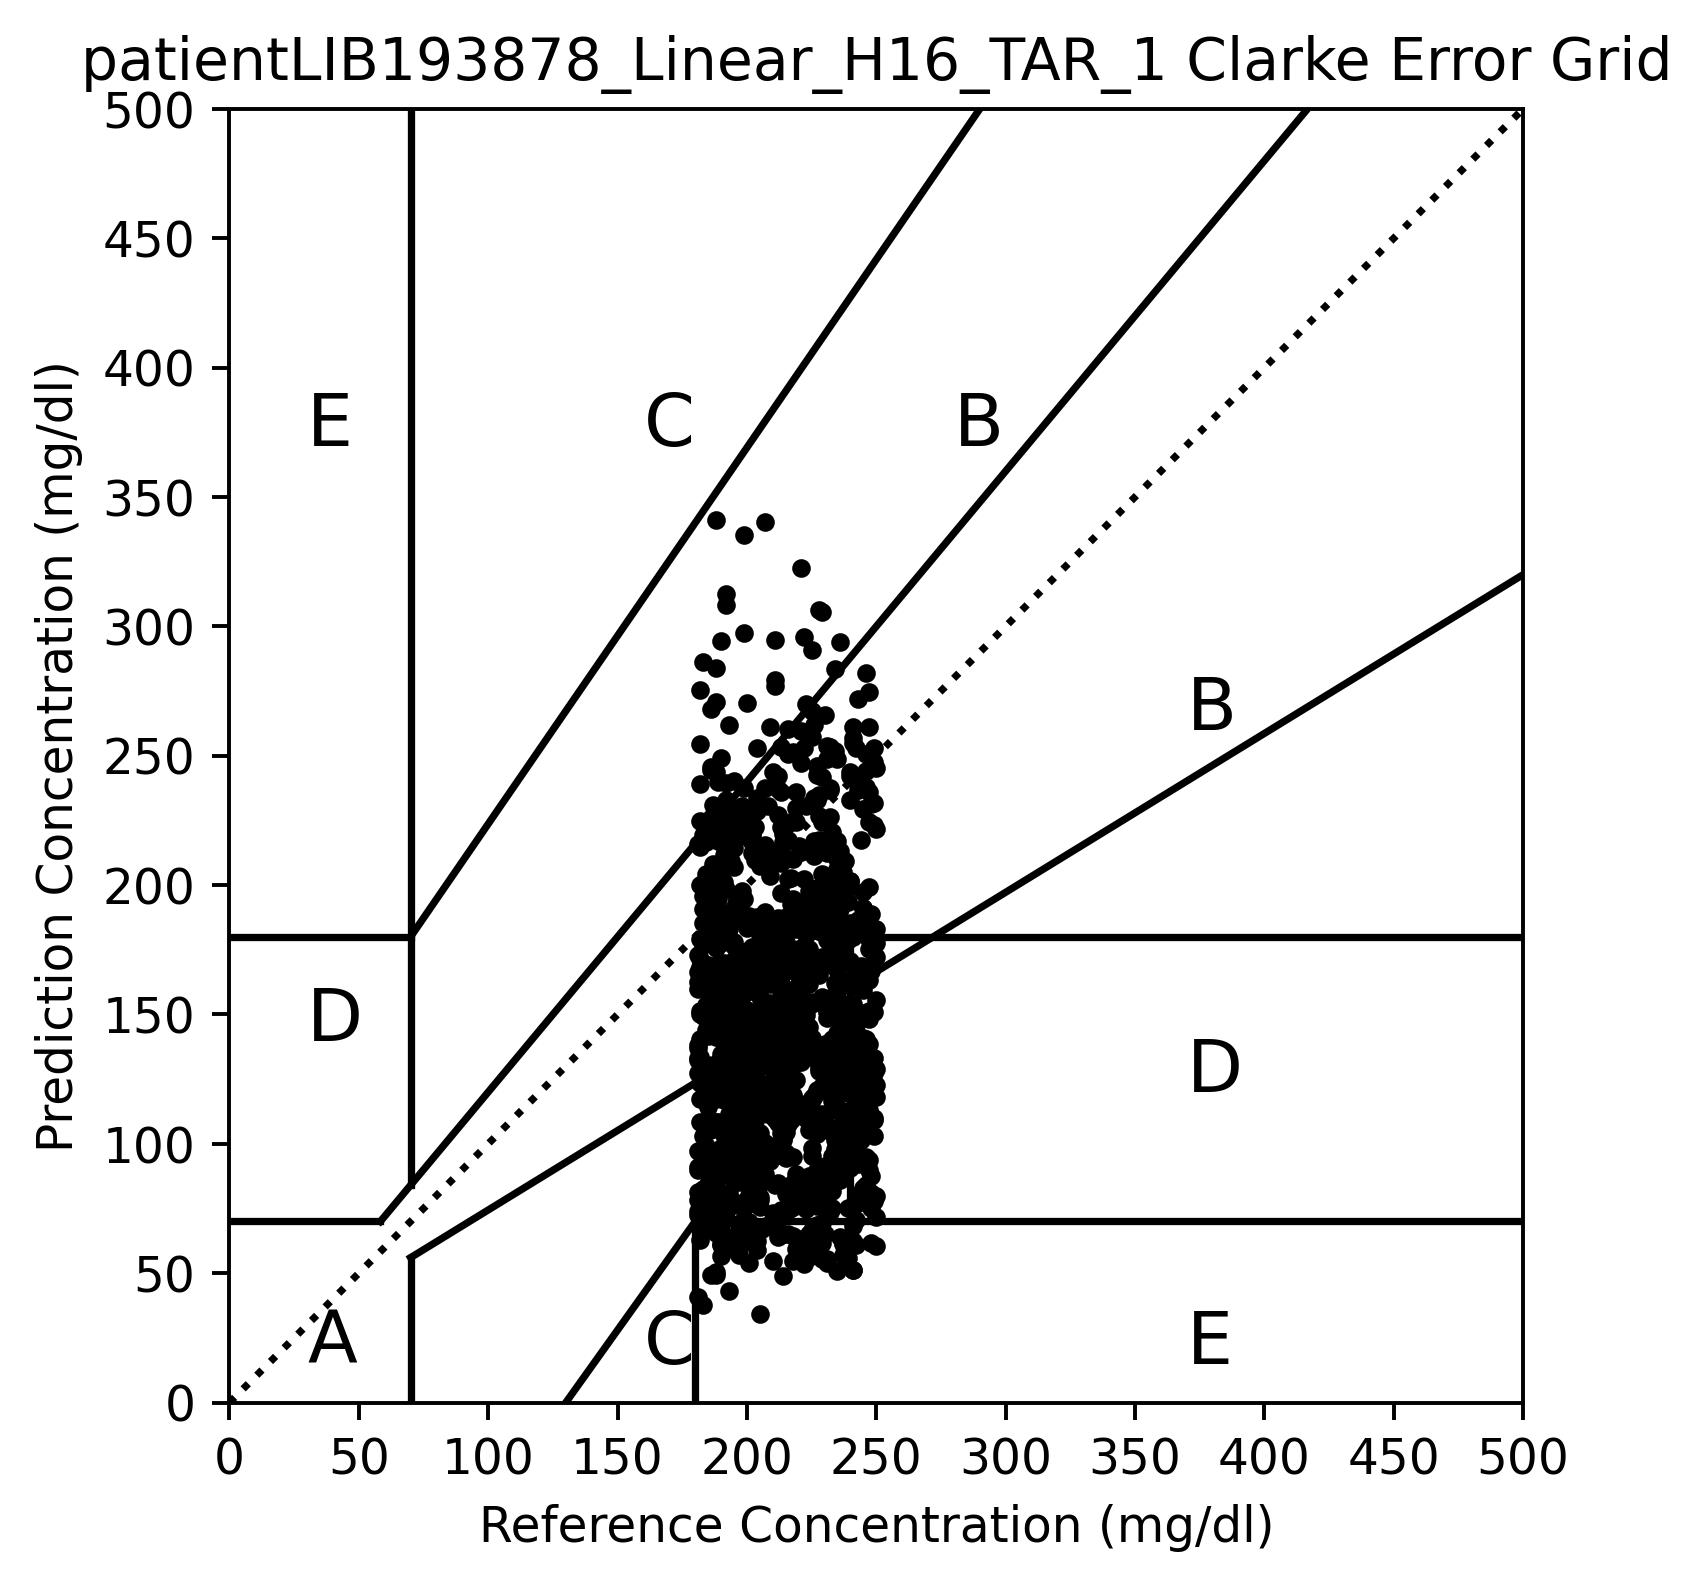 patientLIB193878_Linear_H16_TAR_1 Clarke Error Grid
500
450
400
350
300
250
200
150
100
50
0
Prediction Concentration (mg/dl)
E
C
B
B
D
D
A
C
E
0 50 100 150 200 250 300 350 400 450 500
Reference Concentration (mg/dl)